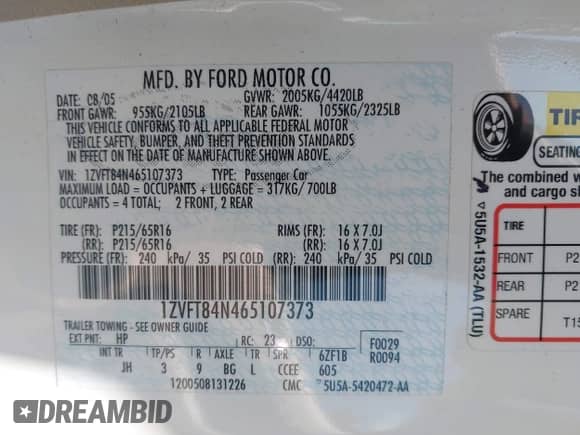 MFD. BY FORD MOTOR CO.
DATE: 08/05 GVWR: 2005KG/4420LB
FRONT GAWR: 955KG/2105LB REAR GAWR: 1055KG/2325LB
THIS VEHICLE CONFORMS TO ALL APPLICABLE FEDERAL MOTOR
VEHICLE SAFETY, BUMPER, AND THEFT PREVENTION STANDARDS
IN EFFECT ON THE DATE OF MANUFACTURE SHOWN ABOVE.
VIN: 1ZVFT84N465107373 TYPE: Passenger Car
MAXIMUM LOAD = OCCUPANTS + LUGGAGE = 317KG/700LB
OCCUPANTS = 4 TOTAL; 2 FRONT, 2 REAR
TIRE (FR): P215/65R16 RIMS (FR): 16 X 7.0J
(RR): P215/65R16 (RR): 16 X 7.0J
PRESSURE (FR): 240 kPa/ 35 PSI COLD (RR): 240 kPa/ 35 PSI COLD
1ZVFT84N465107373
TRAILER TOWING - SEE OWNER GUIDE
EXT PNT: HP RC: 23 DSO: F0029
INT TR TP/PS R AXLE TR SPR 6ZF1B R0094
JH 3 9 BG L CCEE 605
1200508131226 CMC 5U5A-5420472-AA
TIR
SEATING
The combined w
and cargo sh
▽5U5A-1532-AA (TLU)
TIRE
FRONT P2
REAR P2
SPARE T15
DEALERS BID.COM